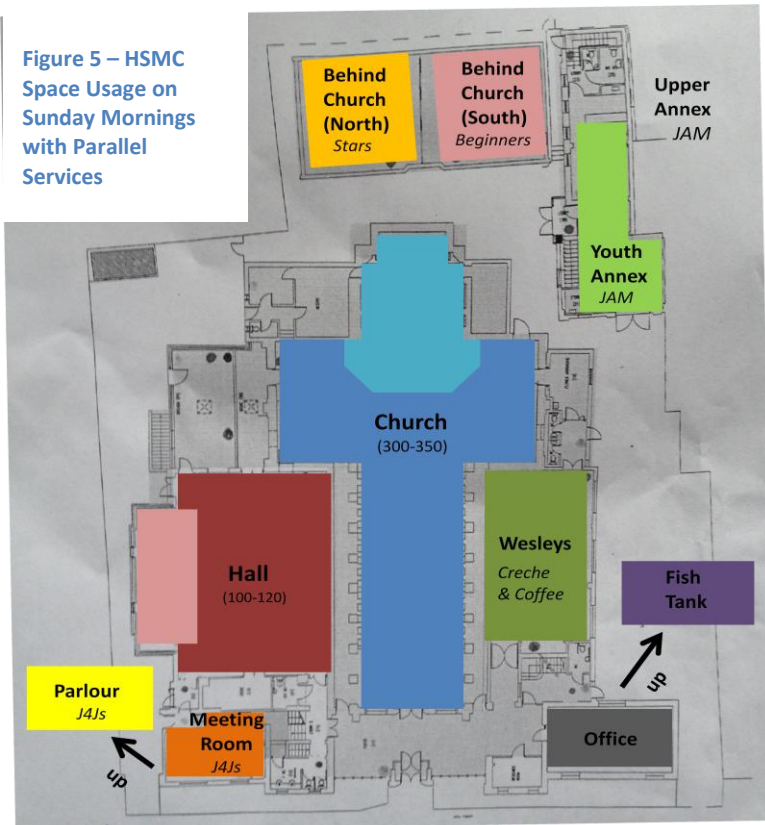 Figure 5 – HSMC
Space Usage on
Sunday Mornings
with Parallel
Services
Behind
Church
(North)
Stars
Behind
Church
(South)
Beginners
Upper
Annex
JAM
Youth
Annex
JAM
Church
(300-350)
Hall
(100-120)
Wesleys
Creche
& Coffee
Fish
Tank
up
Parlour
J4Js
up
Meeting
Room
J4Js
Office